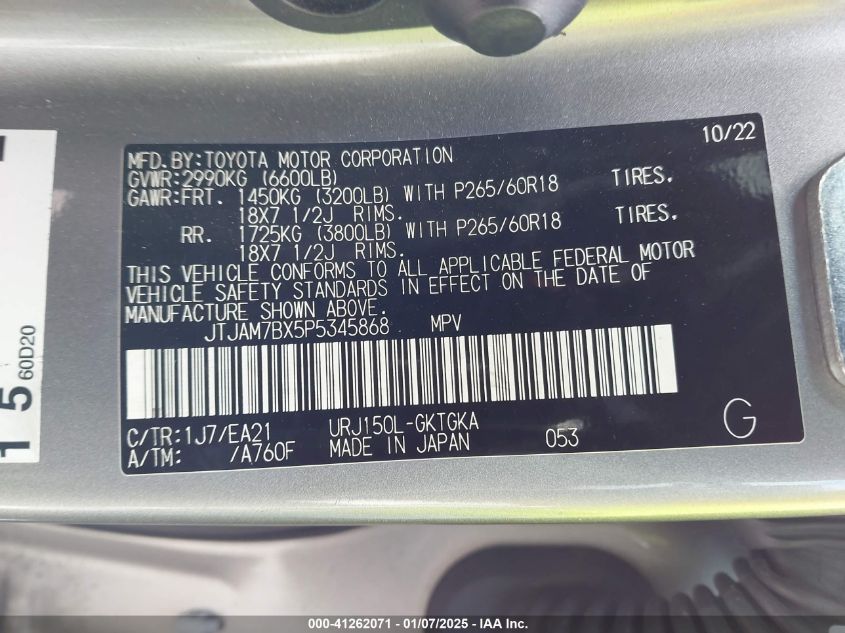 10/22
MFD.BY:TOYOTA MOTOR CORPORATION
GVWR:2990KG (6600LB)
GAWR:FRT. 1450KG (3200LB) WITH P265/60R18 TIRES.
18X7 1/2J RIMS.
RR. 1725KG (3800LB) WITH P265/60R18 TIRES.
18X7 1/2J RIMS.
THIS VEHICLE CONFORMS TO ALL APPLICABLE FEDERAL MOTOR
VEHICLE SAFETY STANDARDS IN EFFECT ON THE DATE OF
MANUFACTURE SHOWN ABOVE.
JTJAM7BX5P5345868 MPV
C/TR:1J7/EA21 URJ150L-GKTGKA
A/TM: /A760F MADE IN JAPAN 053
G
15
60D20
000-41262071 - 01/07/2025 - IAA Inc.